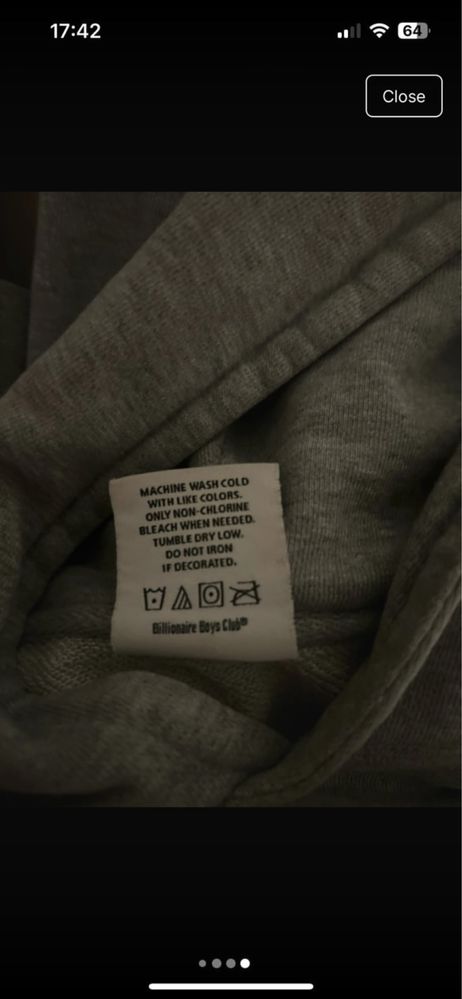 17:42
64
Close
MACHINE WASH COLD
WITH LIKE COLORS.
ONLY NON-CHLORINE
BLEACH WHEN NEEDED.
TUMBLE DRY LOW.
DO NOT IRON
IF DECORATED.
Billionaire Boys Club®